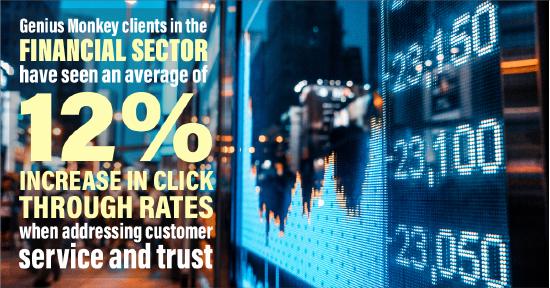 Genius Monkey clients in the
FINANCIAL SECTOR
have seen an average of
12%
INCREASE IN CLICK
THROUGH RATES
when addressing customer
service and trust
23,160
23,100
23,050